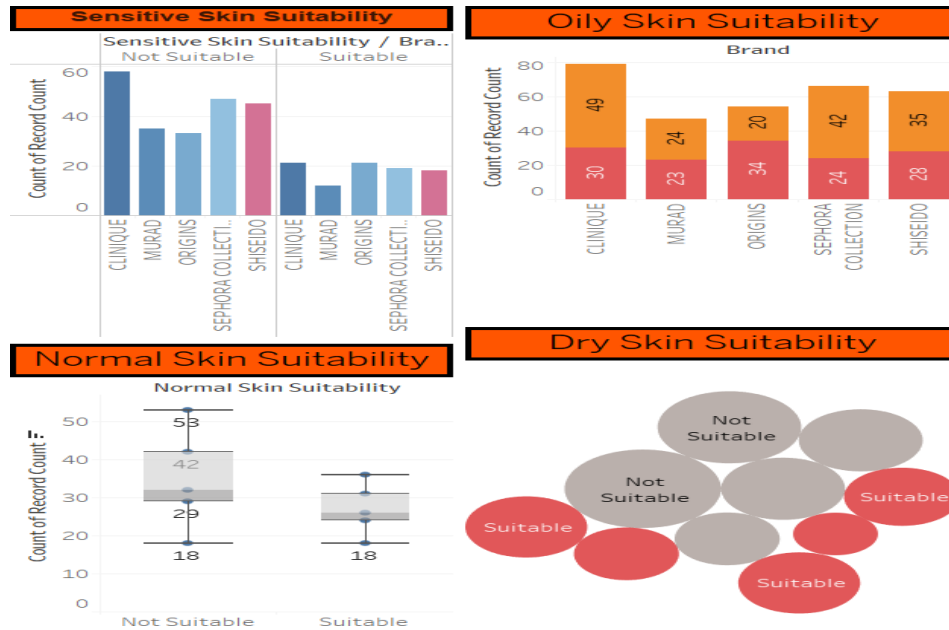 Sensitive Skin Suitability
Sensitive Skin Suitability / Bra..
Not Suitable
Suitable
Count of Record Count
60
40
20
0
CLINIQUE
MURAD
ORIGINS
SEPHORA COLLECTI..
SHISEIDO
CLINIQUE
MURAD
ORIGINS
SEPHORA COLLECTI..
SHISEIDO
Oily Skin Suitability
Brand
Count of Record Count
80
60
40
20
0
49
30
24
23
20
34
42
24
35
28
CLINIQUE
MURAD
ORIGINS
SEPHORA
COLLECTION
SHISEIDO
Normal Skin Suitability
Normal Skin Suitability
Count of Record Count
50
40
30
20
10
0
53
42
29
18
18
Not Suitable
Suitable
Dry Skin Suitability
Not
Suitable
Not
Suitable
Suitable
Suitable
Suitable